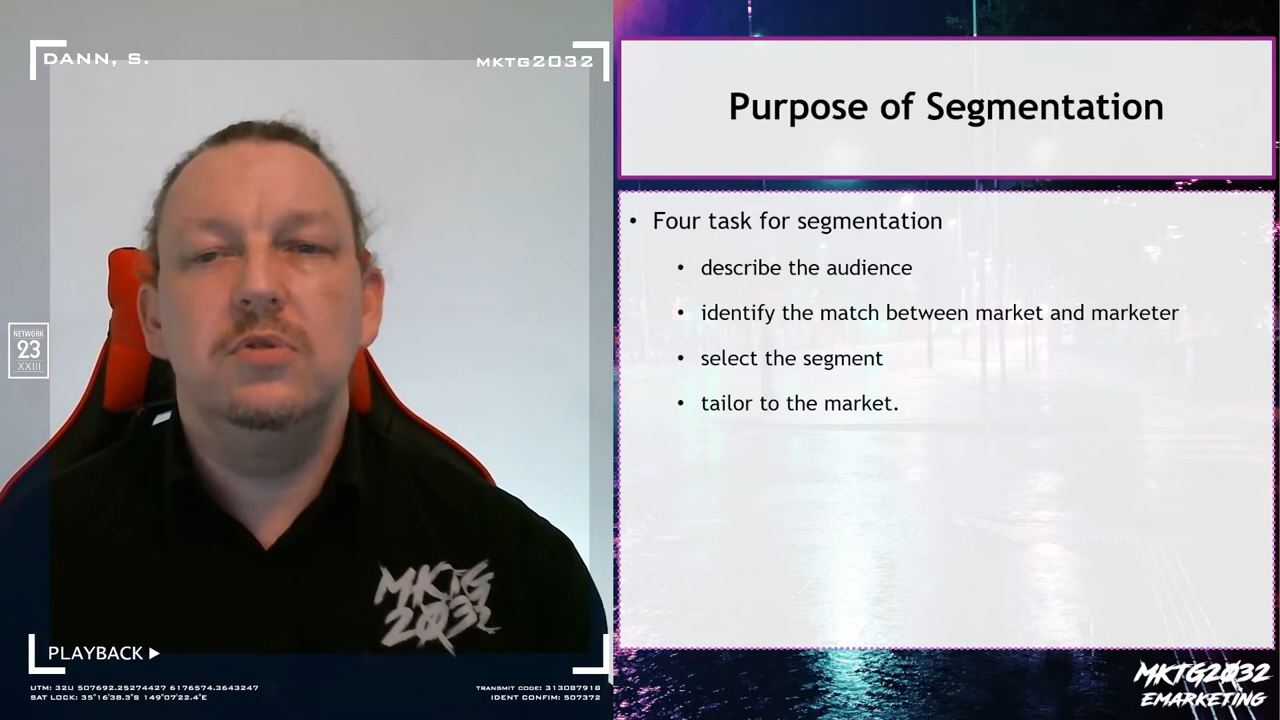 DANN, S.
MKTG2032
NETWORK
23
XXIII
MKTG
2032
PLAYBACK
UTM: 32U 507692.25274427 6176574.3643247
SAT LOCK: 35°16'38.3"S 149°07'22.4"E
TRANSMIT CODE: 313087918
IDENT CONFIM: 507372
Purpose of Segmentation
• Four task for segmentation
• describe the audience
• identify the match between market and marketer
• select the segment
• tailor to the market.
MKTG2032
EMARKETING